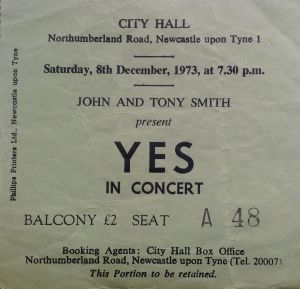 CITY HALL
Northumberland Road, Newcastle upon Tyne 1
Saturday, 8th December, 1973, at 7.30 p.m.
JOHN AND TONY SMITH
present
YES
IN CONCERT
BALCONY £2 SEAT A 48
Booking Agents: City Hall Box Office
Northumberland Road, Newcastle upon Tyne (Tel. 20007)
This Portion to be retained.
Phillips Printers Ltd., Newcastle upon Tyne